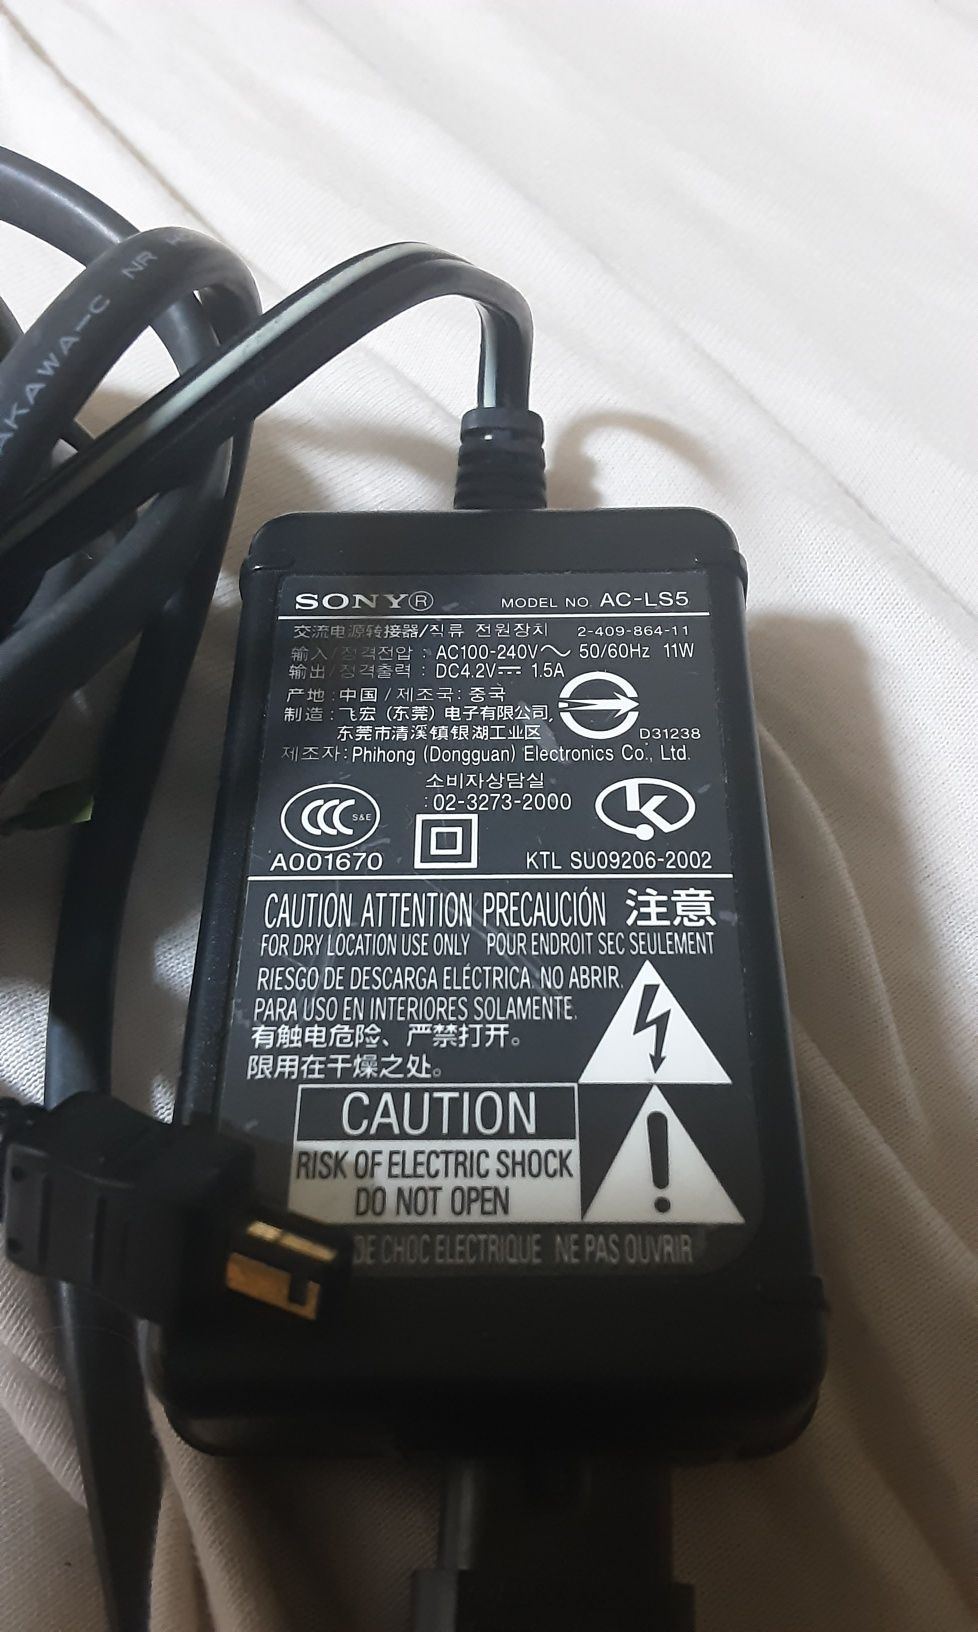 NR
AKAWA-C
SONY® MODEL NO. AC-LS5
交流电源转接器/직류 전원장치 2-409-864-11
输入/정격전압 : AC100-240V～ 50/60Hz 11W
输出/정격출력 : DC4.2V⎓ 1.5A
产地:中国/제조국: 중국
制造:飞宏(东莞)电子有限公司,
东莞市清溪镇银湖工业区
D31238
제조자: Phihong (Dongguan) Electronics Co., Ltd.
소비자상담실
:02-3273-2000
CCC S&E
A001670
KTL SU09206-2002
CAUTION ATTENTION PRECAUCIÓN 注意
FOR DRY LOCATION USE ONLY POUR ENDROIT SEC SEULEMENT
RIESGO DE DESCARGA ELÉCTRICA. NO ABRIR.
PARA USO EN INTERIORES SOLAMENTE.
有触电危险、严禁打开。
限用在干燥之处。
CAUTION
RISK OF ELECTRIC SHOCK
DO NOT OPEN
DE CHOC ELECTRIQUE NE PAS OUVRIR